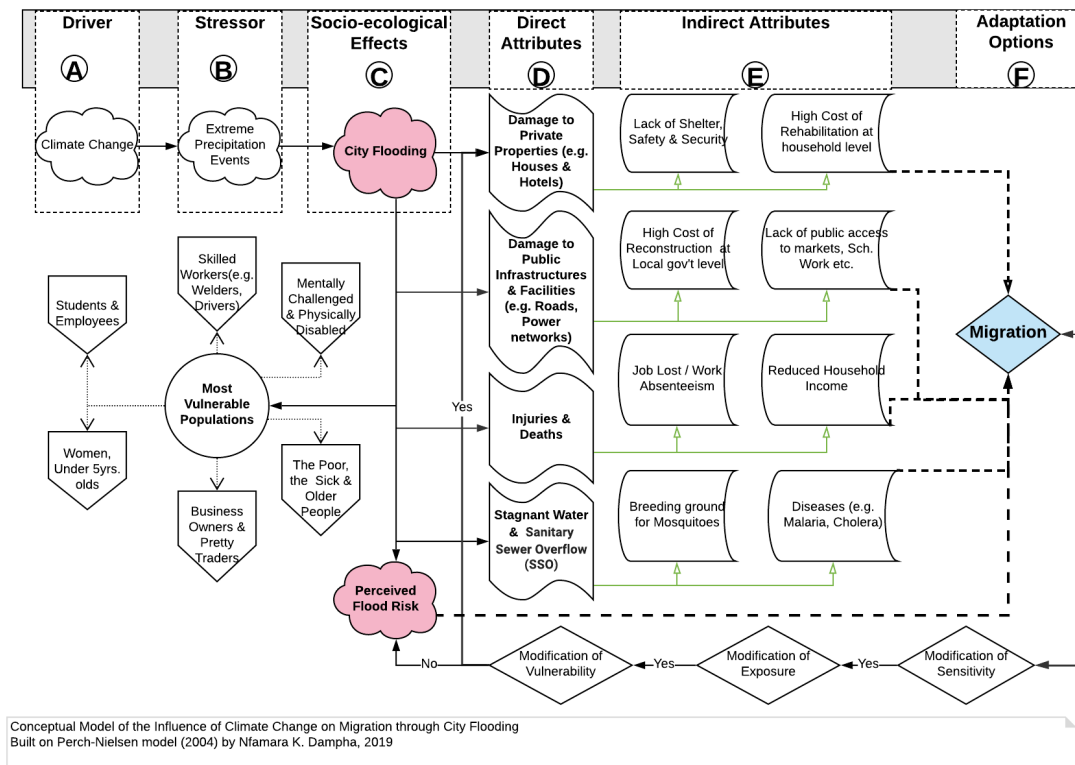 Driver
A
Stressor
B
Socio-ecological
Effects
C
Direct
Attributes
D
Indirect Attributes
E
Adaptation
Options
F
Climate Change
Extreme
Precipitation
Events
City Flooding
Damage to
Private
Properties (e.g.
Houses &
Hotels)
Lack of Shelter,
Safety & Security
High Cost of
Rehabilitation at
household level
Damage to
Public
Infrastructures
& Facilities
(e.g. Roads,
Power
networks)
High Cost of
Reconstruction at
Local gov't level
Lack of public access
to markets, Sch.
Work etc.
Migration
Students &
Employees
Skilled
Workers(e.g.
Welders,
Drivers)
Mentally
Challenged
& Physically
Disabled
Most
Vulnerable
Populations
Women,
Under 5yrs.
olds
Business
Owners &
Pretty
Traders
The Poor,
the Sick &
Older
People
Yes
Injuries &
Deaths
Job Lost / Work
Absenteeism
Reduced Household
Income
Stagnant Water
& Sanitary
Sewer Overflow
(SSO)
Breeding ground
for Mosquitoes
Diseases (e.g.
Malaria, Cholera)
Perceived
Flood Risk
No
Modification of
Vulnerability
Yes
Modification of
Exposure
Yes
Modification of
Sensitivity
Conceptual Model of the Influence of Climate Change on Migration through City Flooding
Built on Perch-Nielsen model (2004) by Nfamara K. Dampha, 2019